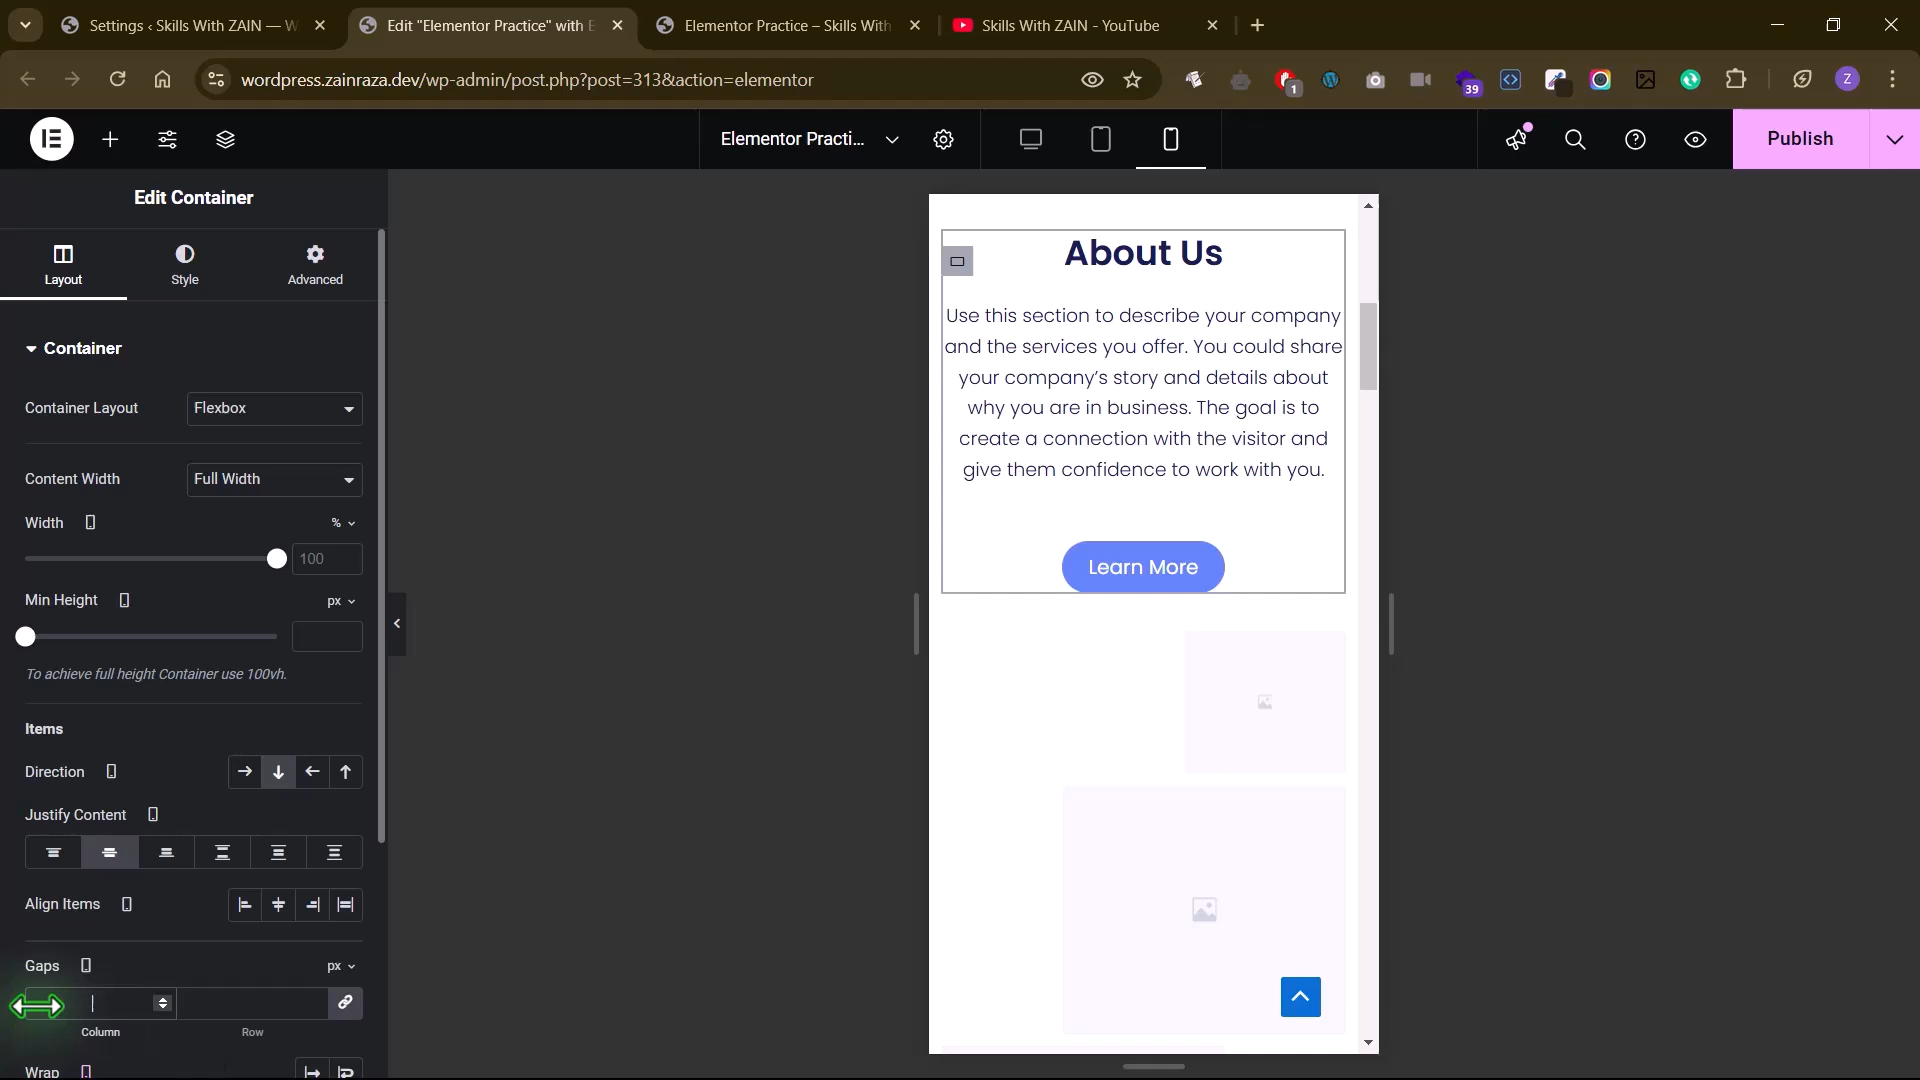 Settings ‹ Skills With ZAIN — W
Edit "Elementor Practice" with E
Elementor Practice – Skills With
Skills With ZAIN - YouTube
wordpress.zainraza.dev/wp-admin/post.php?post=313&action=elementor
1
39
Z
Elementor Practi...
Publish
Edit Container
Layout
Style
Advanced
Container
Container Layout
Flexbox
Content Width
Full Width
Width
%
100
Min Height
px
To achieve full height Container use 100vh.
Items
Direction
Justify Content
Align Items
Gaps
px
Column
Row
Wrap
About Us
Use this section to describe your company
and the services you offer. You could share
your company's story and details about
why you are in business. The goal is to
create a connection with the visitor and
give them confidence to work with you.
Learn More